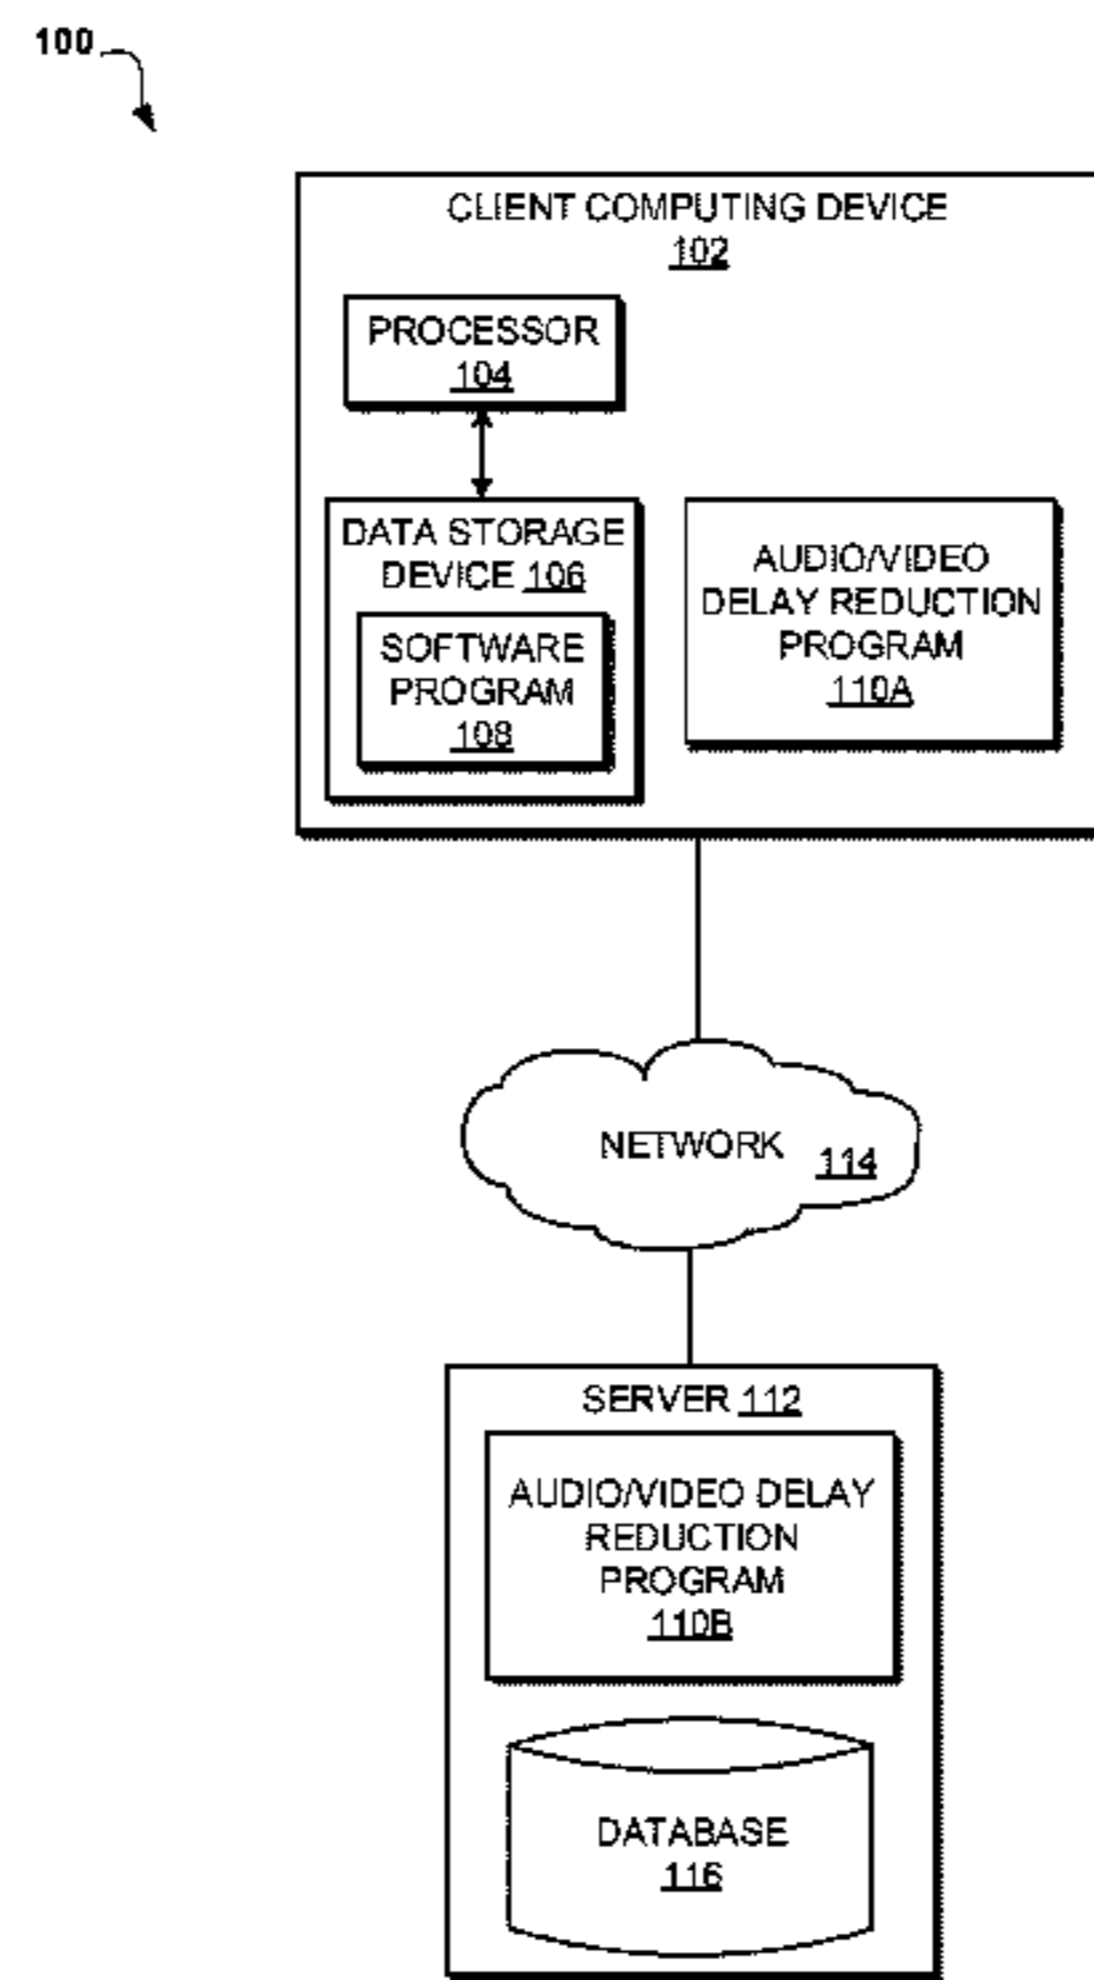 100
CLIENT COMPUTING DEVICE
102
PROCESSOR
104
DATA STORAGE
DEVICE 106
SOFTWARE
PROGRAM
108
AUDIO/VIDEO
DELAY REDUCTION
PROGRAM
110A
NETWORK 114
SERVER 112
AUDIO/VIDEO DELAY
REDUCTION
PROGRAM
110B
DATABASE
116